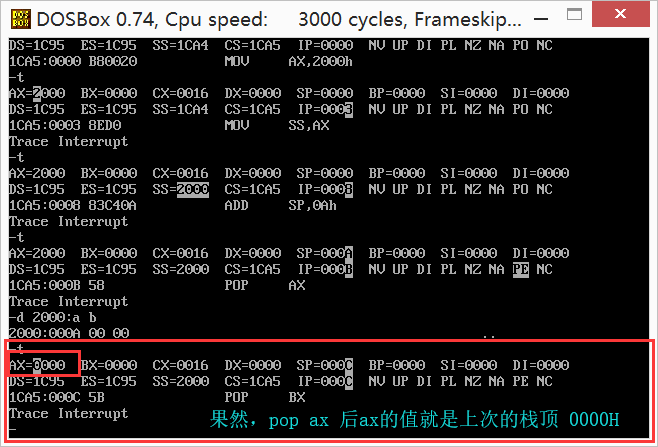 DOSBox 0.74, Cpu speed: 3000 cycles, Frameskip...
DS=1C95 ES=1C95 SS=1CA4 CS=1CA5 IP=0000 NV UP DI PL NZ NA PO NC
1CA5:0000 B80020 MOV AX,2000h
-t
AX=2000 BX=0000 CX=0016 DX=0000 SP=0000 BP=0000 SI=0000 DI=0000
DS=1C95 ES=1C95 SS=1CA4 CS=1CA5 IP=0003 NV UP DI PL NZ NA PO NC
1CA5:0003 8ED0 MOV SS,AX
Trace Interrupt
-t
AX=2000 BX=0000 CX=0016 DX=0000 SP=0000 BP=0000 SI=0000 DI=0000
DS=1C95 ES=1C95 SS=2000 CS=1CA5 IP=0008 NV UP DI PL NZ NA PO NC
1CA5:0008 83C40A ADD SP,0Ah
Trace Interrupt
-t
AX=2000 BX=0000 CX=0016 DX=0000 SP=000A BP=0000 SI=0000 DI=0000
DS=1C95 ES=1C95 SS=2000 CS=1CA5 IP=000B NV UP DI PL NZ NA PE NC
1CA5:000B 58 POP AX
Trace Interrupt
-d 2000:a b
2000:000A 00 00 ..
-t
AX=0000 BX=0000 CX=0016 DX=0000 SP=000C BP=0000 SI=0000 DI=0000
DS=1C95 ES=1C95 SS=2000 CS=1CA5 IP=000C NV UP DI PL NZ NA PE NC
1CA5:000C 5B POP BX
Trace Interrupt
果然，pop ax 后ax的值就是上次的栈顶 0000H
-